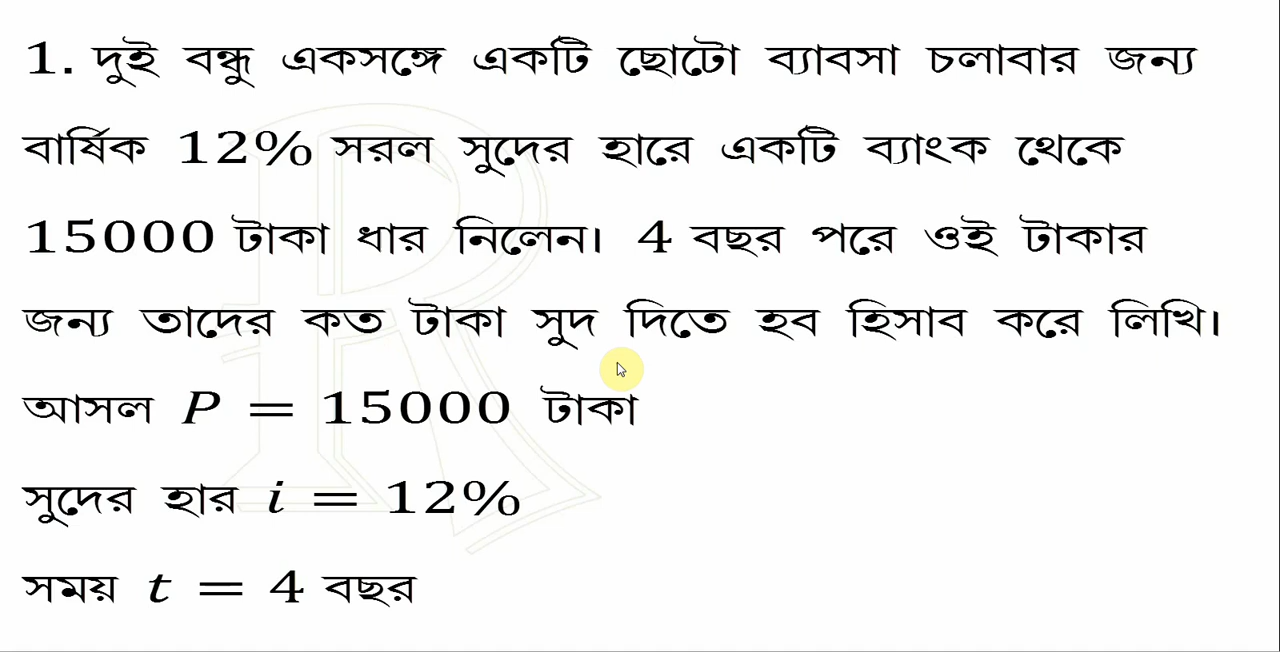 1. দুই বন্ধু একসঙ্গে একটি ছোটো ব্যাবসা চলাবার জন্য
বার্ষিক 12% সরল সুদের হারে একটি ব্যাংক থেকে
15000 টাকা ধার নিলেন। 4 বছর পরে ওই টাকার
জন্য তাদের কত টাকা সুদ দিতে হব হিসাব করে লিখি।
আসল P = 15000 টাকা
সুদের হার i = 12%
সময় t = 4 বছর